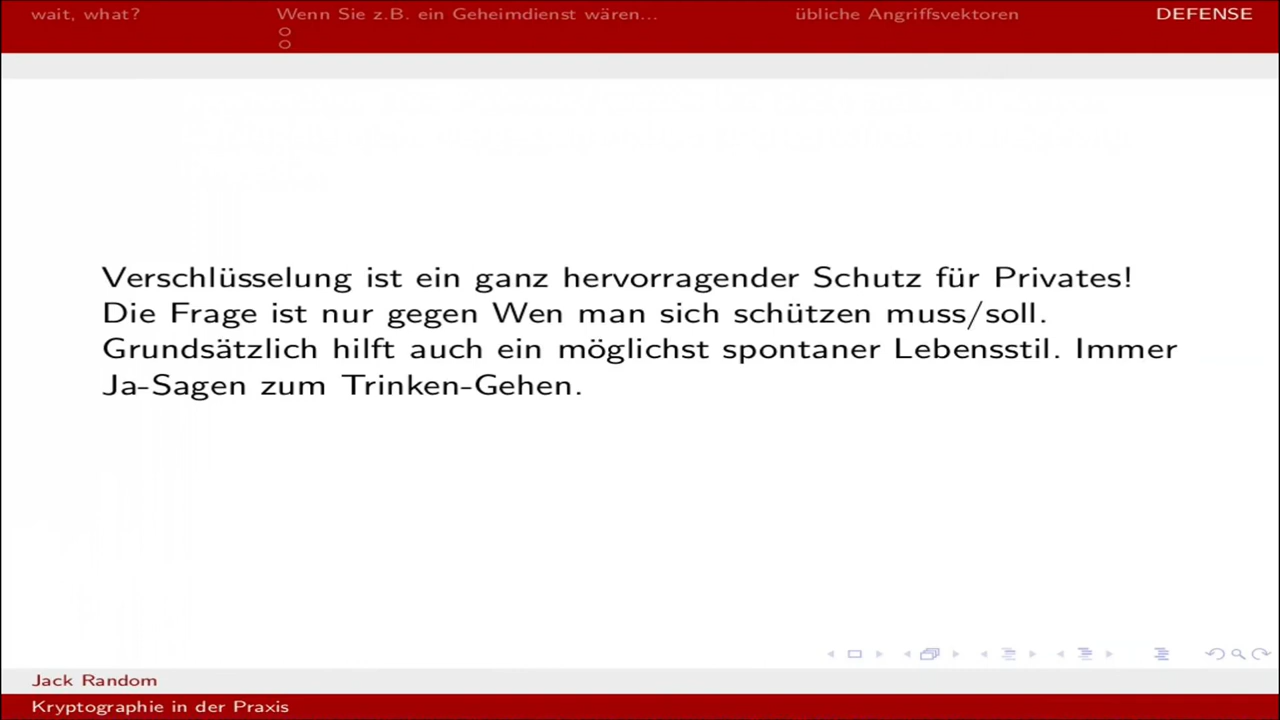 wait, what?
Wenn Sie z.B. ein Geheimdienst wären...
übliche Angriffsvektoren
DEFENSE
Verschlüsselung ist ein ganz hervorragender Schutz für Privates!
Die Frage ist nur gegen Wen man sich schützen muss/soll.
Grundsätzlich hilft auch ein möglichst spontaner Lebensstil. Immer
Ja-Sagen zum Trinken-Gehen.
Jack Random
Kryptographie in der Praxis